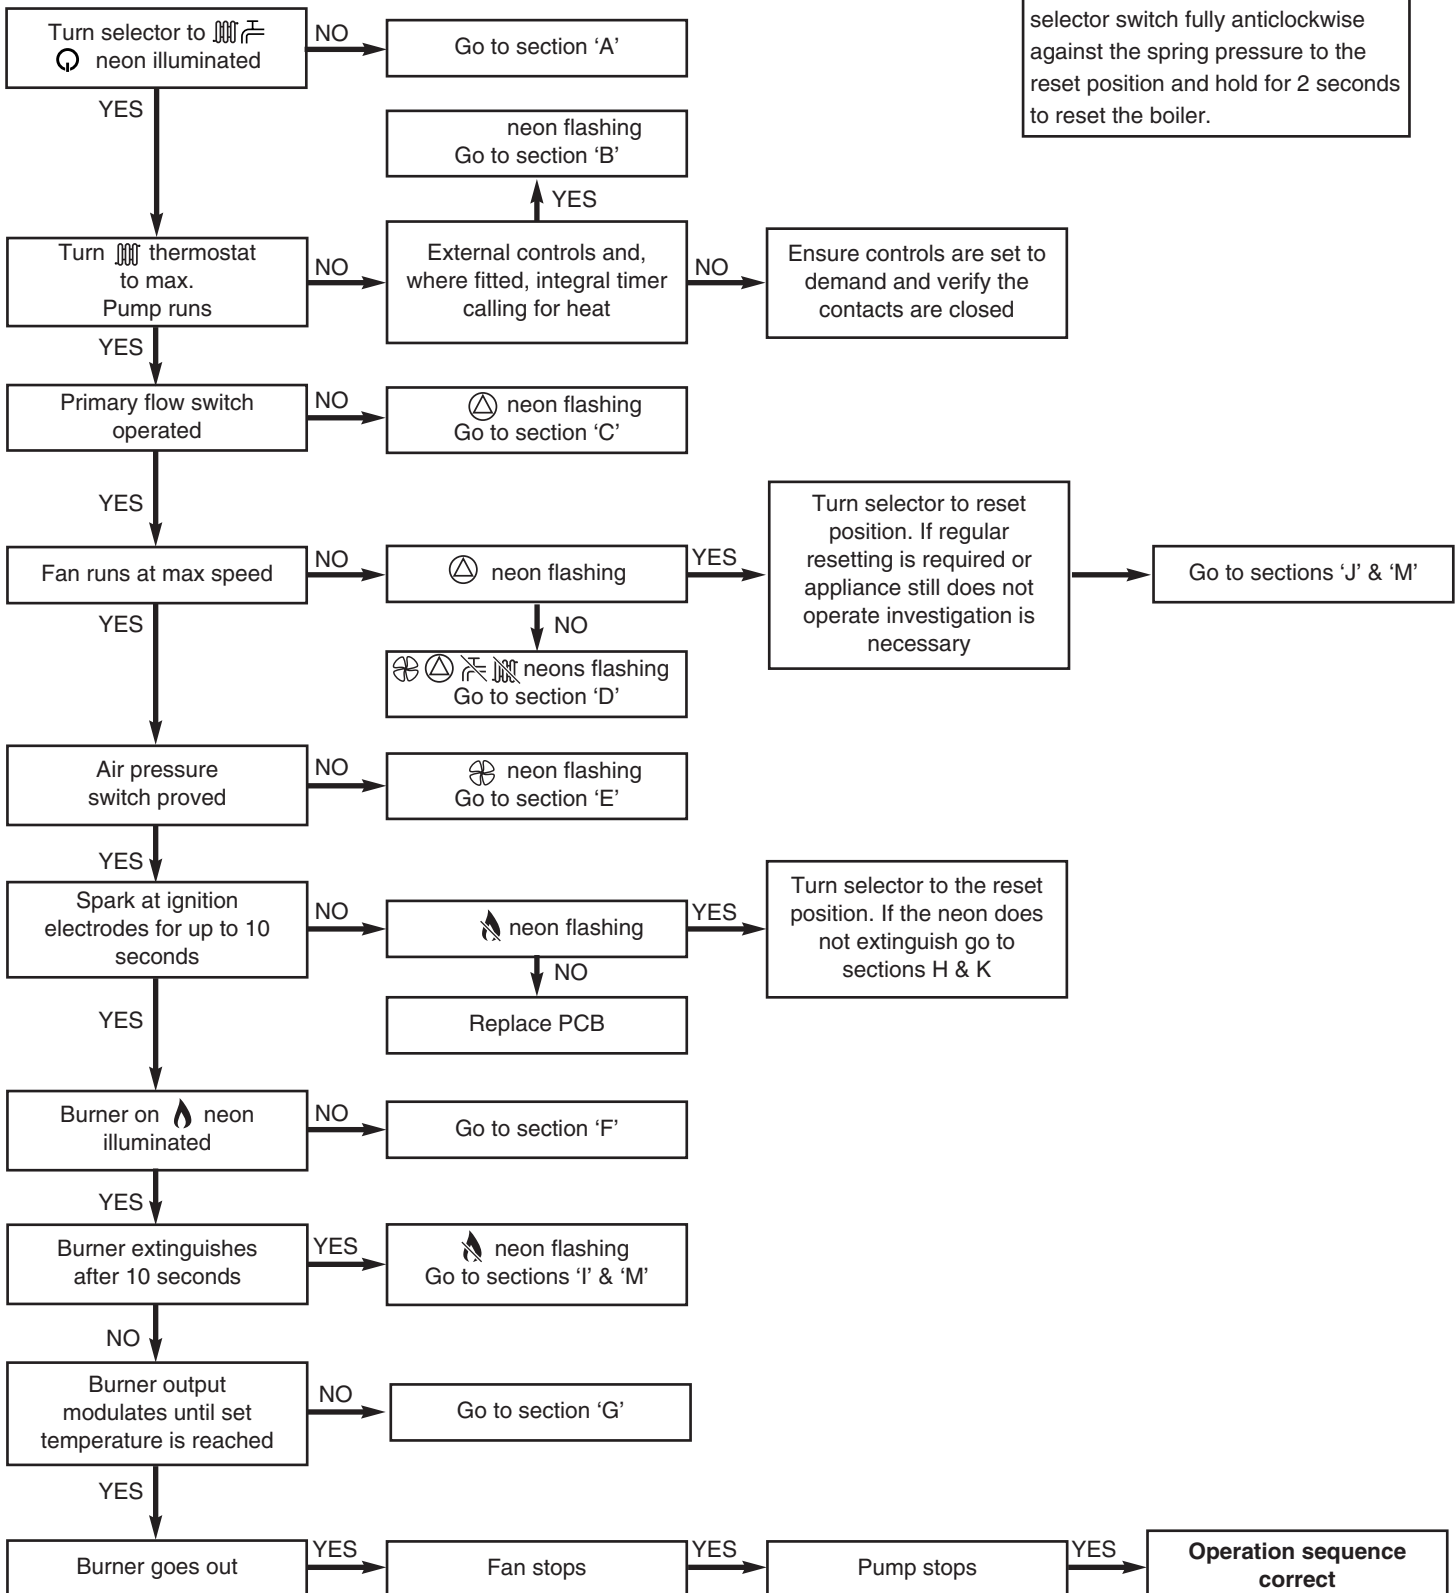 Turn selector to
neon illuminated
NO
Go to section ‘A’
selector switch fully anticlockwise
against the spring pressure to the
reset position and hold for 2 seconds
to reset the boiler.
YES
neon flashing
Go to section ‘B’
YES
Turn thermostat
to max.
Pump runs
NO
External controls and,
where fitted, integral timer
calling for heat
NO
Ensure controls are set to
demand and verify the
contacts are closed
YES
Primary flow switch
operated
NO
neon flashing
Go to section ‘C’
YES
Fan runs at max speed
NO
neon flashing
YES
Turn selector to reset
position. If regular
resetting is required or
appliance still does not
operate investigation is
necessary
Go to sections ‘J’ & ‘M’
NO
neons flashing
Go to section ‘D’
YES
Air pressure
switch proved
NO
neon flashing
Go to section ‘E’
YES
Spark at ignition
electrodes for up to 10
seconds
NO
neon flashing
YES
Turn selector to the reset
position. If the neon does
not extinguish go to
sections H & K
NO
Replace PCB
YES
Burner on neon
illuminated
NO
Go to section ‘F’
YES
Burner extinguishes
after 10 seconds
YES
neon flashing
Go to sections ‘I’ & ‘M’
NO
Burner output
modulates until set
temperature is reached
NO
Go to section ‘G’
YES
Burner goes out
YES
Fan stops
YES
Pump stops
YES
Operation sequence
correct